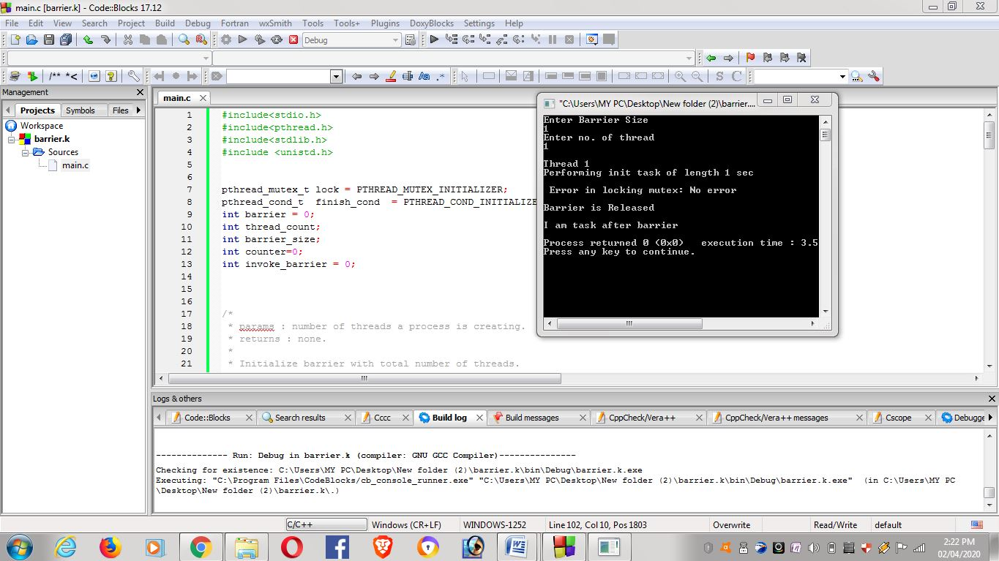 main.c [barrier.k] - Code::Blocks 17.12
File Edit View Search Project Build Debug Fortran wxSmith Tools Tools+ Plugins DoxyBlocks Settings Help
Debug
/** *<
Aa .*
S C
Management
Projects Symbols Files
Workspace
barrier.k
Sources
main.c
main.c
1 #include<stdio.h>
2 #include<pthread.h>
3 #include<stdlib.h>
4 #include <unistd.h>
5
6
7 pthread_mutex_t lock = PTHREAD_MUTEX_INITIALIZER;
8 pthread_cond_t  finish_cond  = PTHREAD_COND_INITIALIZE
9 int barrier = 0;
10 int thread_count;
11 int barrier_size;
12 int counter=0;
13 int invoke_barrier = 0;
14
15
16
17 /*
18  * params : number of threads a process is creating.
19  * returns : none.
20  *
21  * Initialize barrier with total number of threads.
"C:\Users\MY PC\Desktop\New folder (2)\barrier....
Enter Barrier Size
1
Enter no. of thread
1
Thread 1
Performing init task of length 1 sec
Error in locking mutex: No error
Barrier is Released
I am task after barrier
Process returned 0 (0x0)   execution time : 3.5
Press any key to continue.
Logs & others
Code::Blocks Search results Cccc Build log Build messages CppCheck/Vera++ CppCheck/Vera++ messages Cscope Debugge
-------------- Run: Debug in barrier.k (compiler: GNU GCC Compiler)---------------
Checking for existence: C:\Users\MY PC\Desktop\New folder (2)\barrier.k\bin\Debug\barrier.k.exe
Executing: "C:\Program Files\CodeBlocks/cb_console_runner.exe" "C:\Users\MY PC\Desktop\New folder (2)\barrier.k\bin\Debug\barrier.k.exe"  (in C:\Users\MY PC
\Desktop\New folder (2)\barrier.k\.)
C/C++ Windows (CR+LF) WINDOWS-1252 Line 102, Col 10, Pos 1803 Overwrite Read/Write default
2:22 PM
02/04/2020